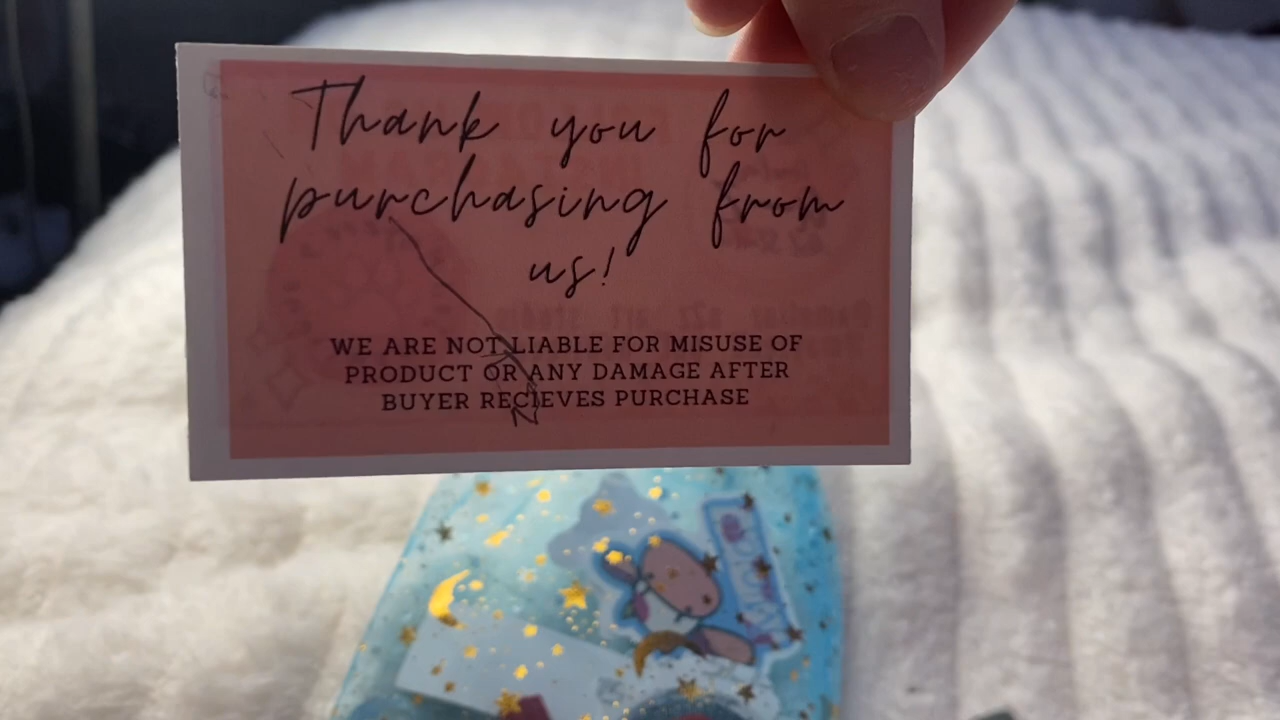 Thank you for
purchasing from
us!
WE ARE NOT LIABLE FOR MISUSE OF
PRODUCT OR ANY DAMAGE AFTER
BUYER RECIEVES PURCHASE